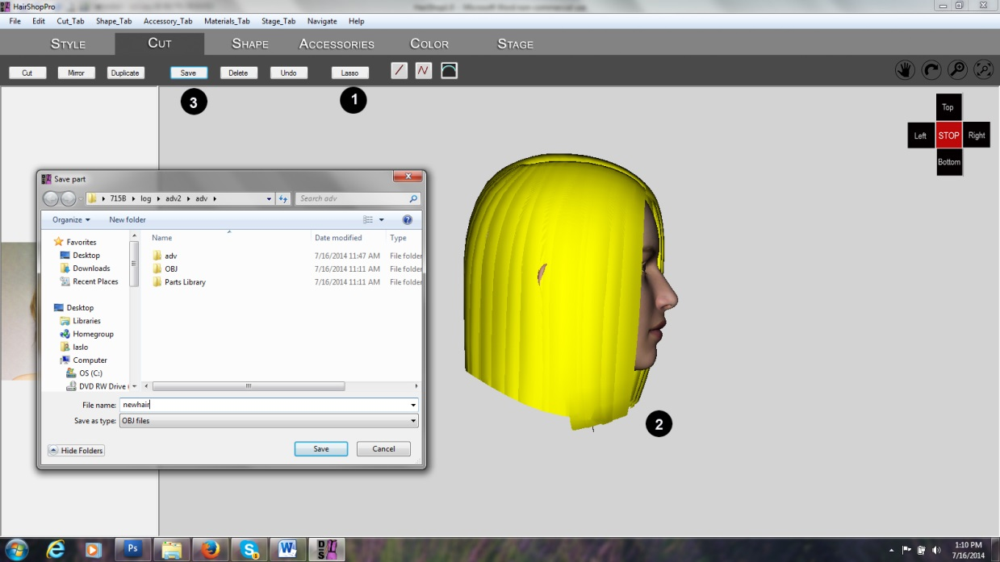 HairShopPro
File Edit Cut_Tab Shape_Tab Accessory_Tab Materials_Tab Stage_Tab Navigate Help
STYLE CUT SHAPE ACCESSORIES COLOR STAGE
Cut Mirror Duplicate Save Delete Undo Lasso
3 1
Top
Left STOP Right
Bottom
Save part
715B log adv2 adv Search adv
Organize New folder
Name Date modified Type
Favorites
Desktop
Downloads
Recent Places
Desktop
Libraries
Homegroup
laslo
Computer
OS (C:)
DVD RW Drive
adv 7/16/2014 11:47 AM File folder
OBJ 7/16/2014 11:11 AM File folder
Parts Library 7/16/2014 11:11 AM File folder
File name: newhair
Save as type: OBJ files
Hide Folders Save Cancel
2
Ps
S
W
D S
1:10 PM
7/16/2014